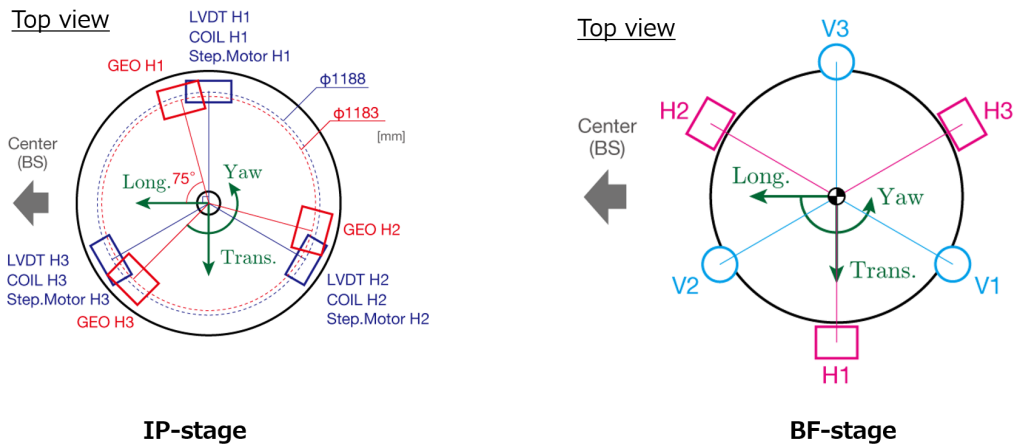 Top view
LVDT H1
COIL H1
Step.Motor H1
GEO H1
φ1188
φ1183
[mm]
Center
(BS)
Long.
75°
Yaw
Trans.
GEO H2
LVDT H3
COIL H3
Step.Motor H3
GEO H3
LVDT H2
COIL H2
Step.Motor H2
IP-stage
Top view
V3
H2
H3
Center
(BS)
Long.
Yaw
Trans.
V2
V1
H1
BF-stage